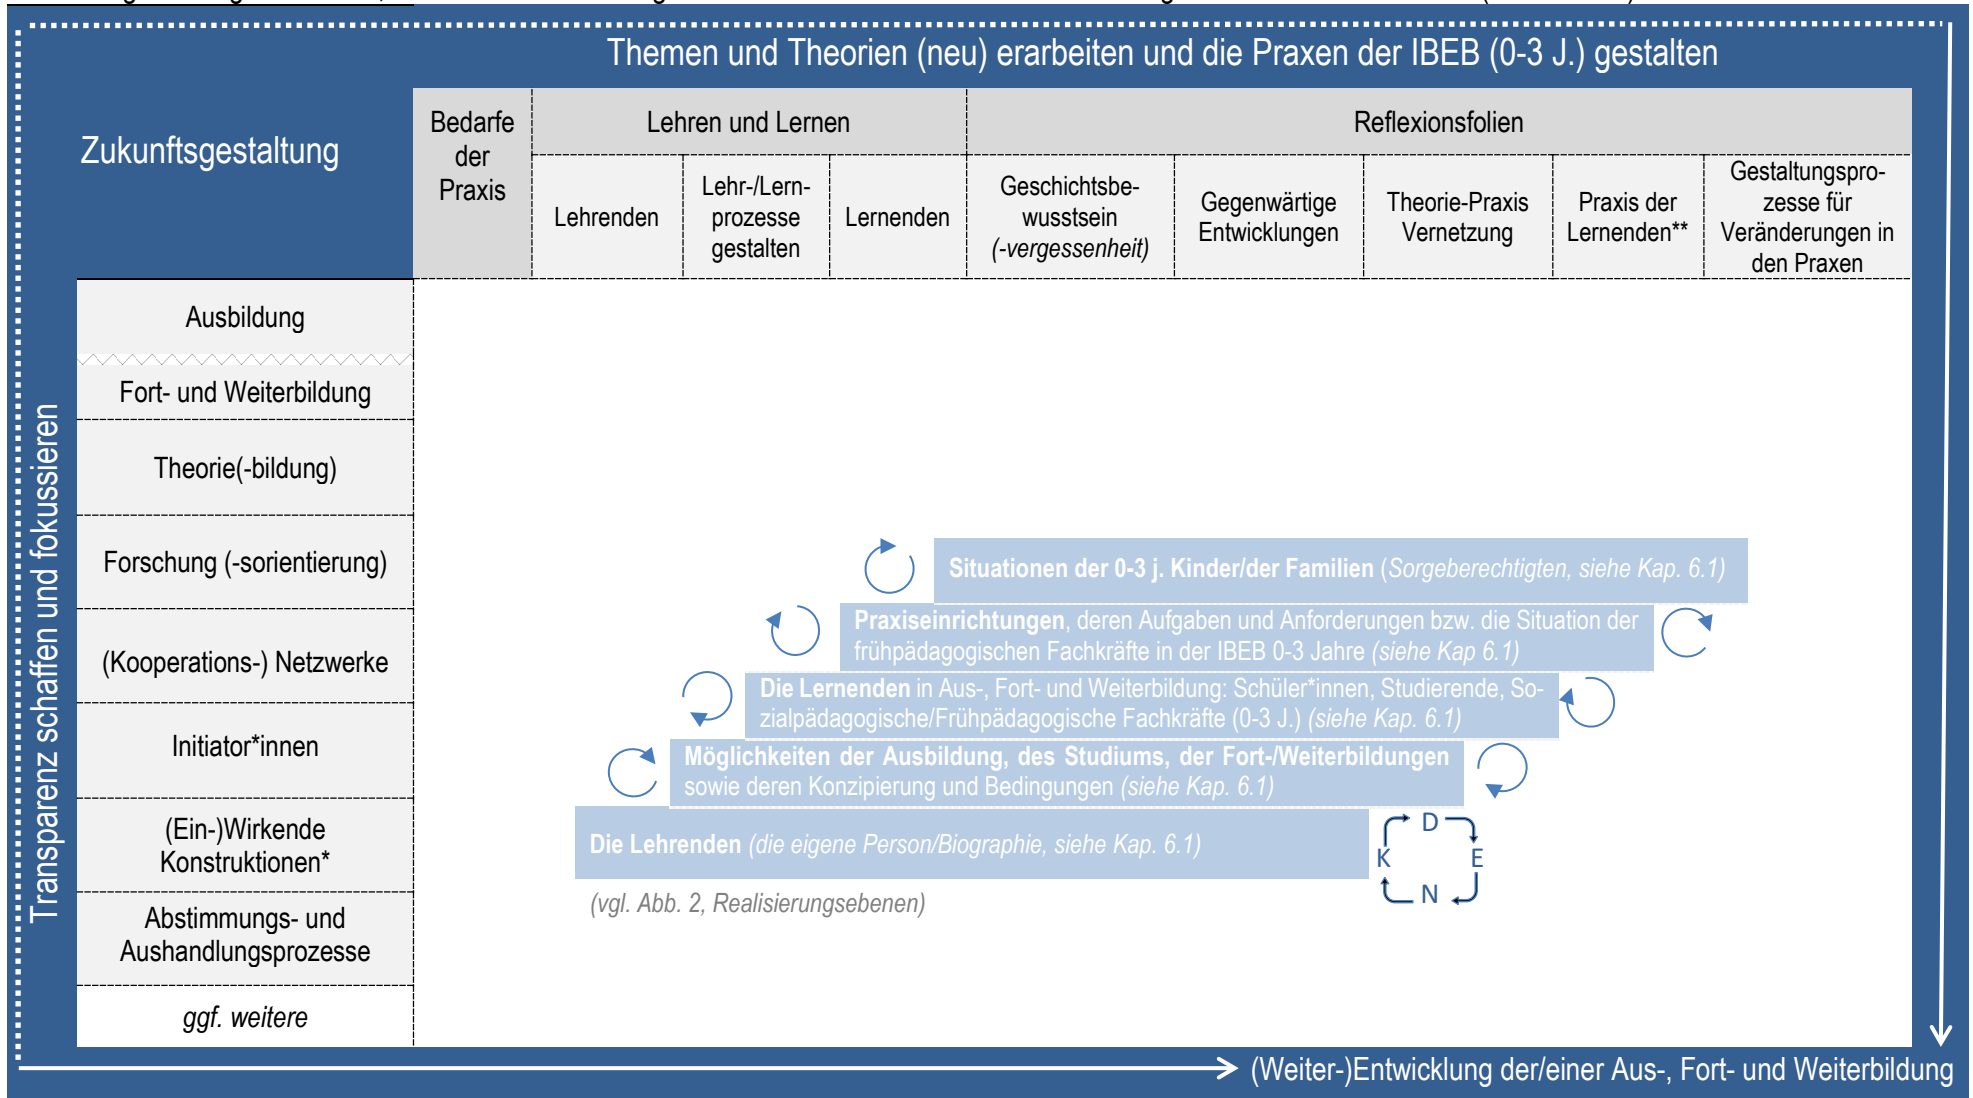 Themen und Theorien (neu) erarbeiten und die Praxen der IBEB (0-3 J.) gestalten
Zukunftsgestaltung
Bedarfe
der
Praxis
Lehren und Lernen
Reflexionsfolien
Lehrenden
Lehr-/Lern-
prozesse
gestalten
Lernenden
Geschichtsbe-
wusstsein
(-vergessenheit)
Gegenwärtige
Entwicklungen
Theorie-Praxis
Vernetzung
Praxis der
Lernenden**
Gestaltungspro-
zesse für
Veränderungen in
den Praxen
Transparenz schaffen und fokussieren
Ausbildung
Fort- und Weiterbildung
Theorie(-bildung)
Forschung (-sorientierung)
(Kooperations-) Netzwerke
Initiator*innen
(Ein-)Wirkende
Konstruktionen*
Abstimmungs- und
Aushandlungsprozesse
ggf. weitere
Situationen der 0-3 j. Kinder/der Familien (Sorgeberechtigten, siehe Kap. 6.1)
Praxiseinrichtungen, deren Aufgaben und Anforderungen bzw. die Situation der
frühpädagogischen Fachkräfte in der IBEB 0-3 Jahre (siehe Kap 6.1)
Die Lernenden in Aus-, Fort- und Weiterbildung: Schüler*innen, Studierende, So-
zialpädagogische/Frühpädagogische Fachkräfte (0-3 J.) (siehe Kap. 6.1)
Möglichkeiten der Ausbildung, des Studiums, der Fort-/Weiterbildungen
sowie deren Konzipierung und Bedingungen (siehe Kap. 6.1)
Die Lehrenden (die eigene Person/Biographie, siehe Kap. 6.1)
D
K E
N
(vgl. Abb. 2, Realisierungsebenen)
(Weiter-)Entwicklung der/einer Aus-, Fort- und Weiterbildung